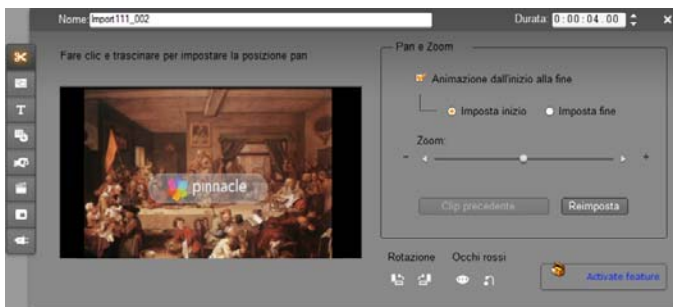 Nome: Import111_002
Durata: 0:00:04.00
Fare clic e trascinare per impostare la posizione pan
Pan e Zoom
Animazione dall'inizio alla fine
Imposta inizio
Imposta fine
Zoom:
- +
pinnacle
Clip precedente
Reimposta
Rotazione
Occhi rossi
Activate feature
T